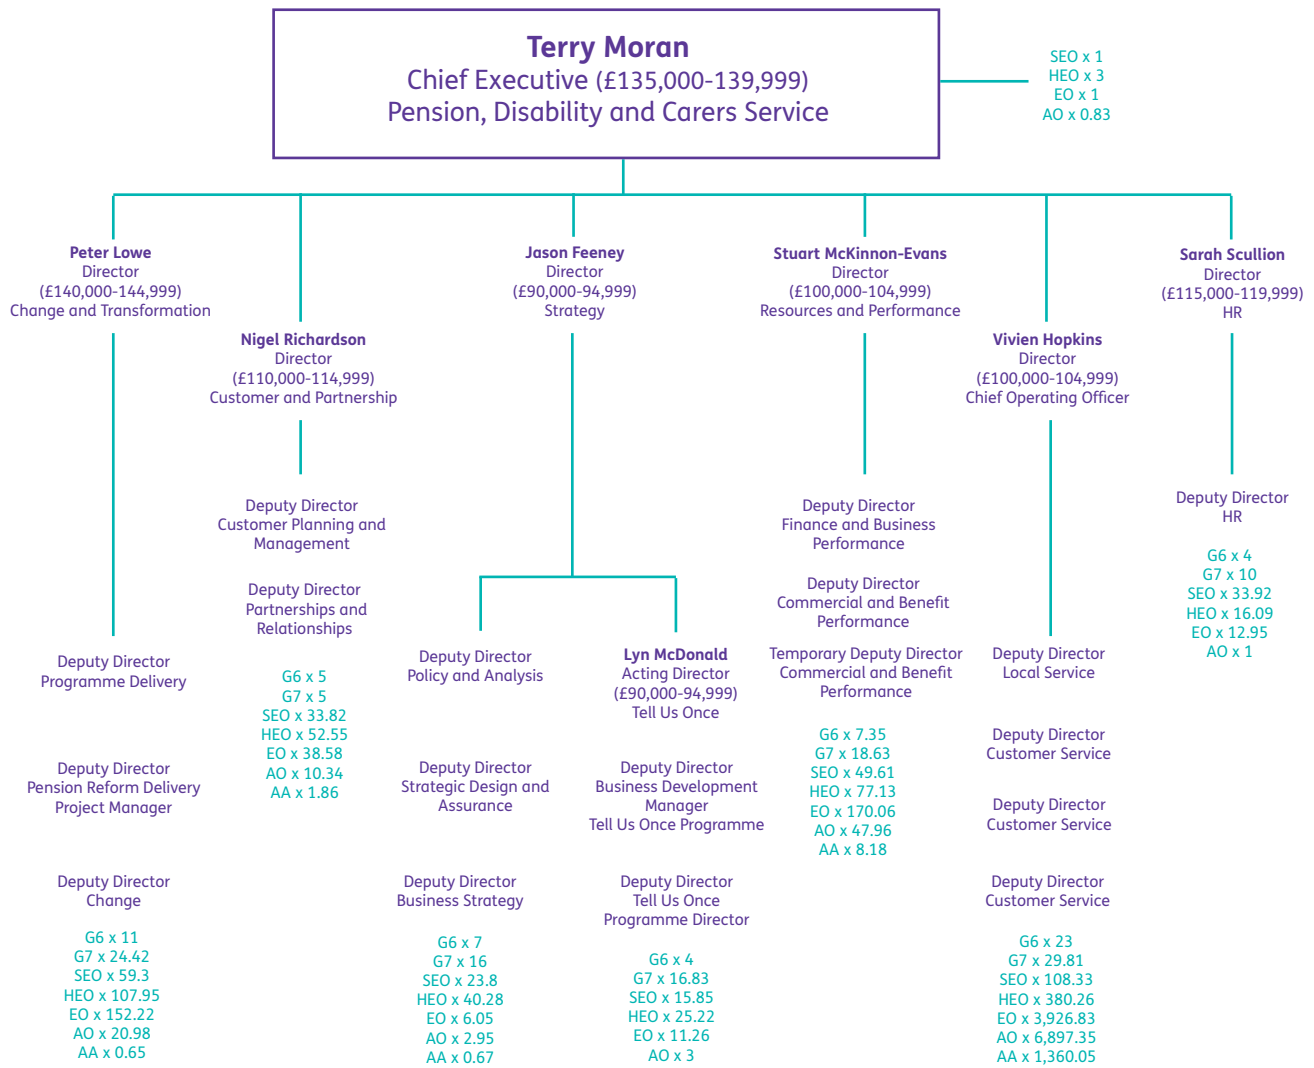 Terry Moran
Chief Executive (£135,000-139,999)
Pension, Disability and Carers Service
SEO x 1
HEO x 3
EO x 1
AO x 0.83
Peter Lowe
Director
(£140,000-144,999)
Change and Transformation
Deputy Director
Programme Delivery
Deputy Director
Pension Reform Delivery
Project Manager
Deputy Director
Change
G6 x 11
G7 x 24.42
SEO x 59.3
HEO x 107.95
EO x 152.22
AO x 20.98
AA x 0.65
Nigel Richardson
Director
(£110,000-114,999)
Customer and Partnership
Deputy Director
Customer Planning and
Management
Deputy Director
Partnerships and
Relationships
G6 x 5
G7 x 5
SEO x 33.82
HEO x 52.55
EO x 38.58
AO x 10.34
AA x 1.86
Jason Feeney
Director
(£90,000-94,999)
Strategy
Deputy Director
Policy and Analysis
Deputy Director
Strategic Design and
Assurance
Deputy Director
Business Strategy
G6 x 7
G7 x 16
SEO x 23.8
HEO x 40.28
EO x 6.05
AO x 2.95
AA x 0.67
Lyn McDonald
Acting Director
(£90,000-94,999)
Tell Us Once
Deputy Director
Business Development
Manager
Tell Us Once Programme
Deputy Director
Tell Us Once
Programme Director
G6 x 4
G7 x 16.83
SEO x 15.85
HEO x 25.22
EO x 11.26
AO x 3
Stuart McKinnon-Evans
Director
(£100,000-104,999)
Resources and Performance
Deputy Director
Finance and Business
Performance
Deputy Director
Commercial and Benefit
Performance
Temporary Deputy Director
Commercial and Benefit
Performance
G6 x 7.35
G7 x 18.63
SEO x 49.61
HEO x 77.13
EO x 170.06
AO x 47.96
AA x 8.18
Vivien Hopkins
Director
(£100,000-104,999)
Chief Operating Officer
Deputy Director
Local Service
Deputy Director
Customer Service
Deputy Director
Customer Service
Deputy Director
Customer Service
G6 x 23
G7 x 29.81
SEO x 108.33
HEO x 380.26
EO x 3,926.83
AO x 6,897.35
AA x 1,360.05
Sarah Scullion
Director
(£115,000-119,999)
HR
Deputy Director
HR
G6 x 4
G7 x 10
SEO x 33.92
HEO x 16.09
EO x 12.95
AO x 1